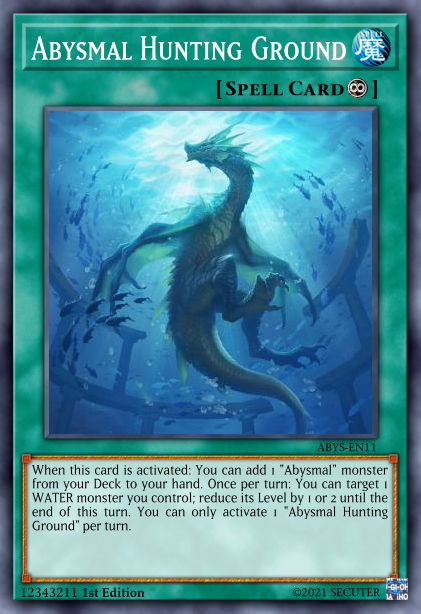 Abysmal Hunting Ground 魔
[Spell Card ]
ABYS-EN11
When this card is activated: You can add 1 "Abysmal" monster
from your Deck to your hand. Once per turn: You can target 1
WATER monster you control; reduce its Level by 1 or 2 until the
end of this turn. You can only activate 1 "Abysmal Hunting
Ground" per turn.
12343211 1st Edition ©2021 SECUTER